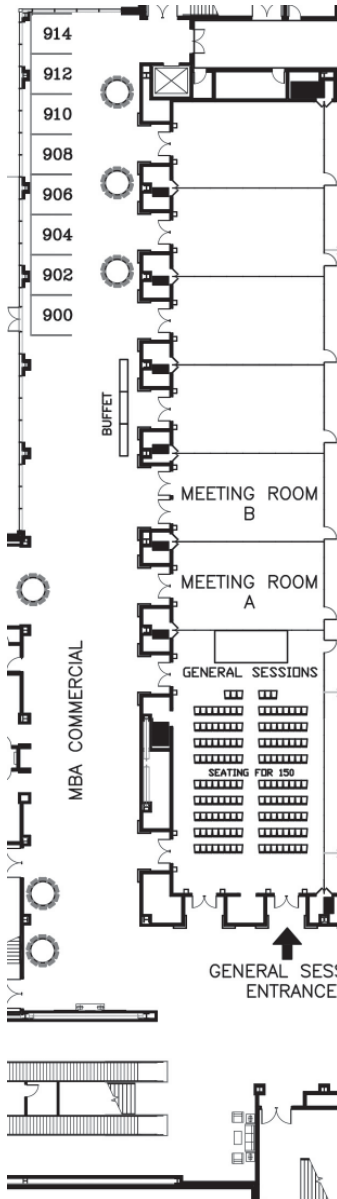 914
912
910
908
906
904
902
900
BUFFET
MEETING ROOM
B
MEETING ROOM
A
MBA COMMERCIAL
GENERAL SESSIONS
SEATING FOR 150
GENERAL SESS
ENTRANCE